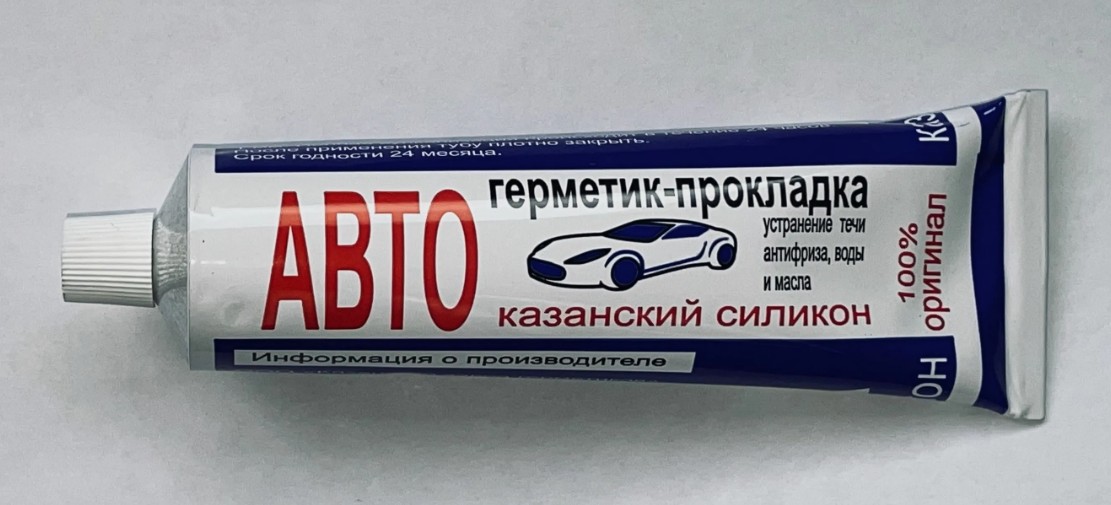 После применения тубу плотно закрыть.
Срок годности 24 месяца.
АВТО
герметик-прокладка
устранение течи
антифриза, воды
и масла
казанский силикон
100%
оригинал
Информация о производителе